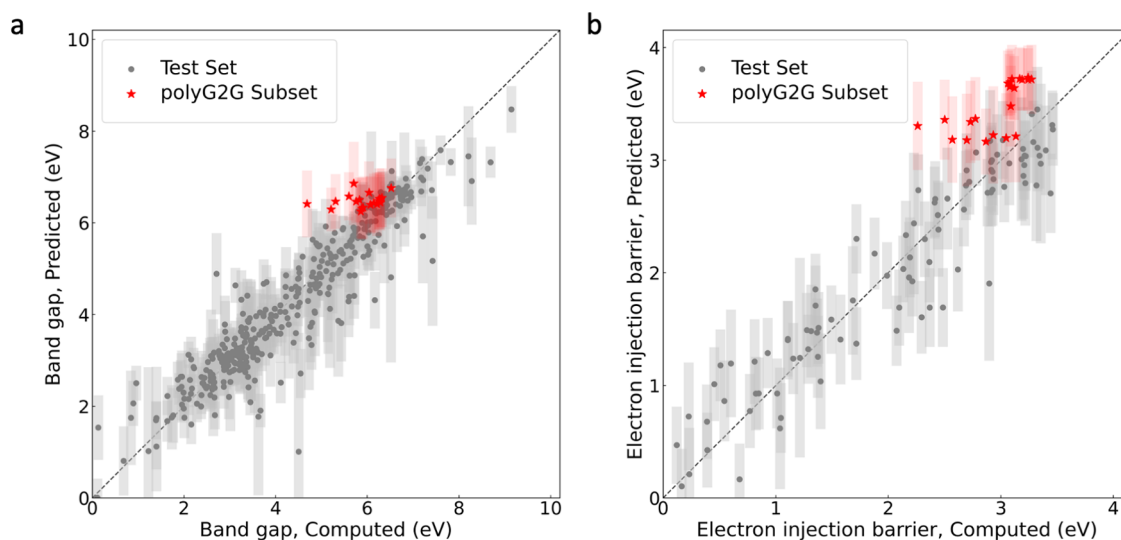 a
10
8
6
4
2
0
Band gap, Predicted (eV)
Test Set
polyG2G Subset
0 2 4 6 8 10
Band gap, Computed (eV)
b
4
3
2
1
0
Electron injection barrier, Predicted (eV)
Test Set
polyG2G Subset
0 1 2 3 4
Electron injection barrier, Computed (eV)